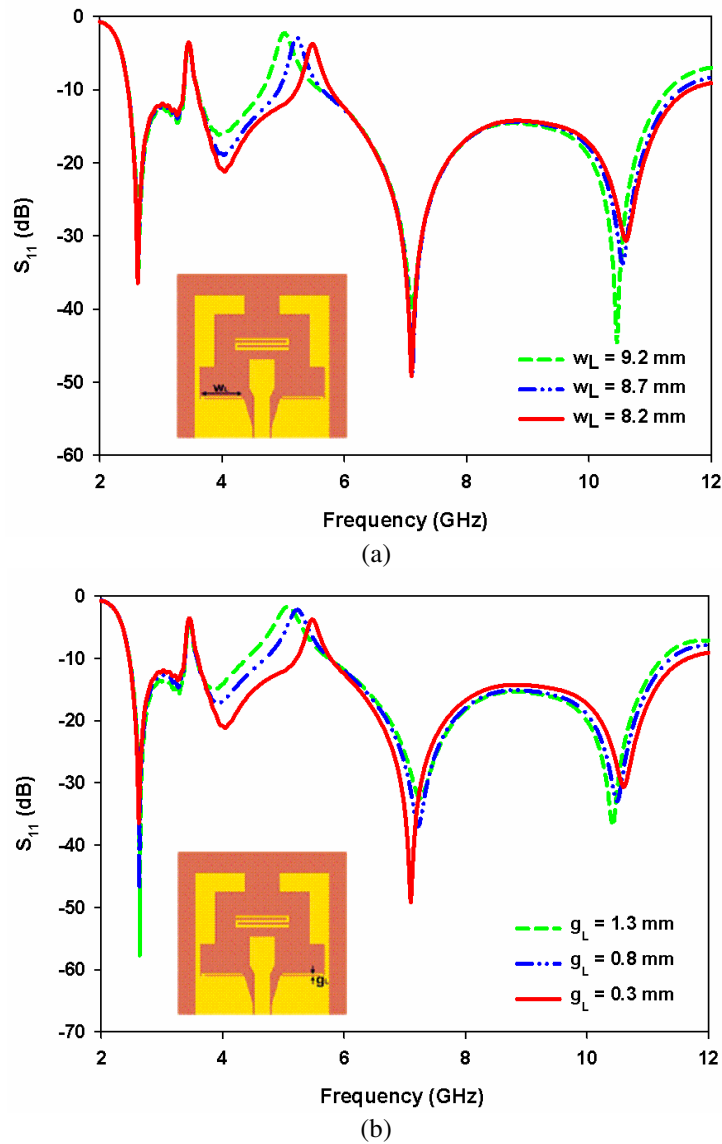 0
-10
-20
-30
-40
-50
-60
S11 (dB)
wL
wL = 9.2 mm
wL = 8.7 mm
wL = 8.2 mm
2 4 6 8 10 12
Frequency (GHz)
(a)
0
-10
-20
-30
-40
-50
-60
-70
S11 (dB)
gL
gL = 1.3 mm
gL = 0.8 mm
gL = 0.3 mm
2 4 6 8 10 12
Frequency (GHz)
(b)